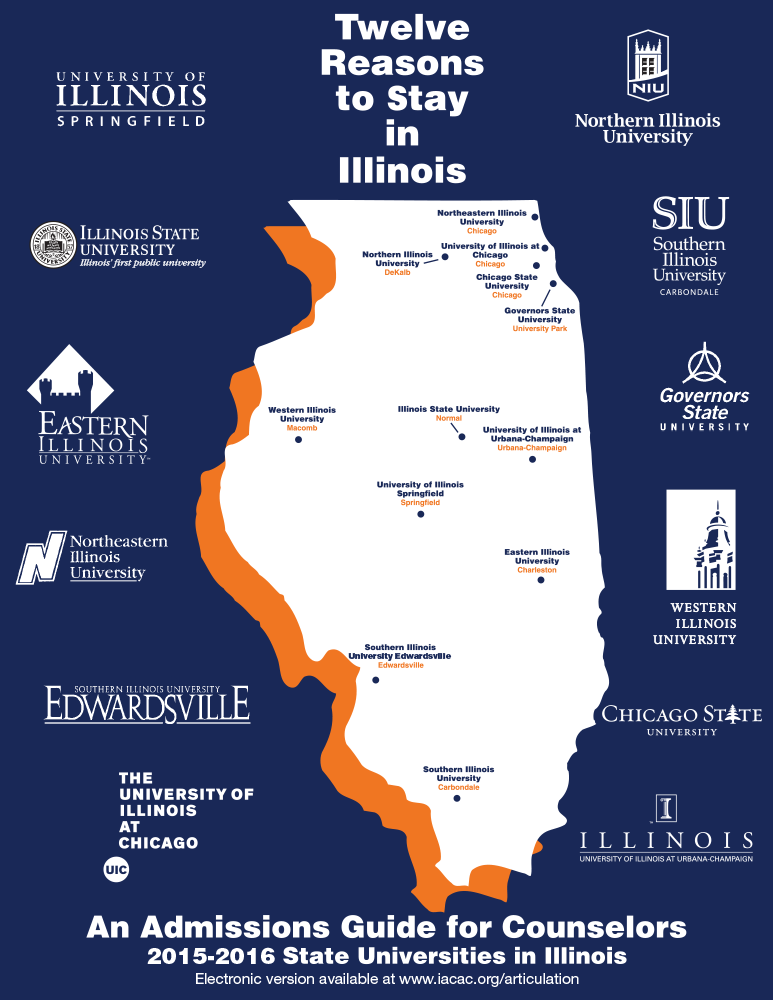 Twelve
Reasons
to Stay
in
Illinois
UNIVERSITY OF
ILLINOIS
SPRINGFIELD
NIU
Northern Illinois
University
ILLINOIS STATE
UNIVERSITY
Illinois' first public university
SIU
Southern
Illinois
University
CARBONDALE
EASTERN
ILLINOIS
UNIVERSITY
Governors
State
UNIVERSITY
N
Northeastern
Illinois
University
WESTERN
ILLINOIS
UNIVERSITY
SOUTHERN ILLINOIS UNIVERSITY
EDWARDSVILLE
CHICAGO STATE
UNIVERSITY
THE
UNIVERSITY OF
ILLINOIS
AT
CHICAGO
UIC
I
ILLINOIS
UNIVERSITY OF ILLINOIS AT URBANA-CHAMPAIGN
Northeastern Illinois
University
Chicago
Northern Illinois
University
DeKalb
University of Illinois at
Chicago
Chicago
Chicago State
University
Chicago
Governors State
University
University Park
Western Illinois
University
Macomb
Illinois State University
Normal
University of Illinois at
Urbana-Champaign
Urbana-Champaign
University of Illinois
Springfield
Springfield
Eastern Illinois
University
Charleston
Southern Illinois
University Edwardsville
Edwardsville
Southern Illinois
University
Carbondale
An Admissions Guide for Counselors
2015-2016 State Universities in Illinois
Electronic version available at www.iacac.org/articulation